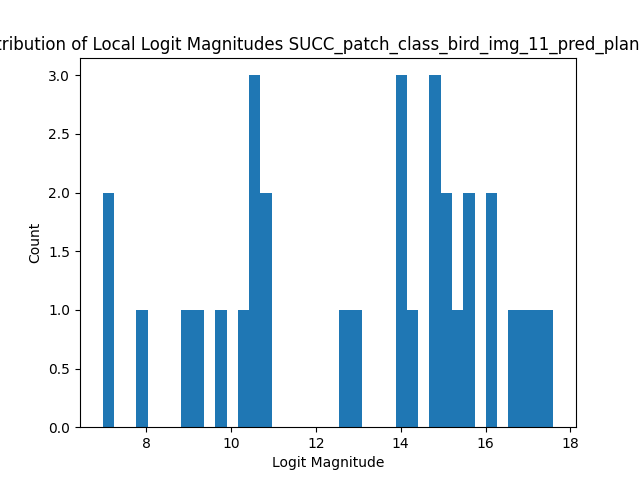 tribution of Local Logit Magnitudes SUCC_patch_class_bird_img_11_pred_plan
3.0
2.5
2.0
1.5
1.0
0.5
0.0
Count
8 10 12 14 16 18
Logit Magnitude